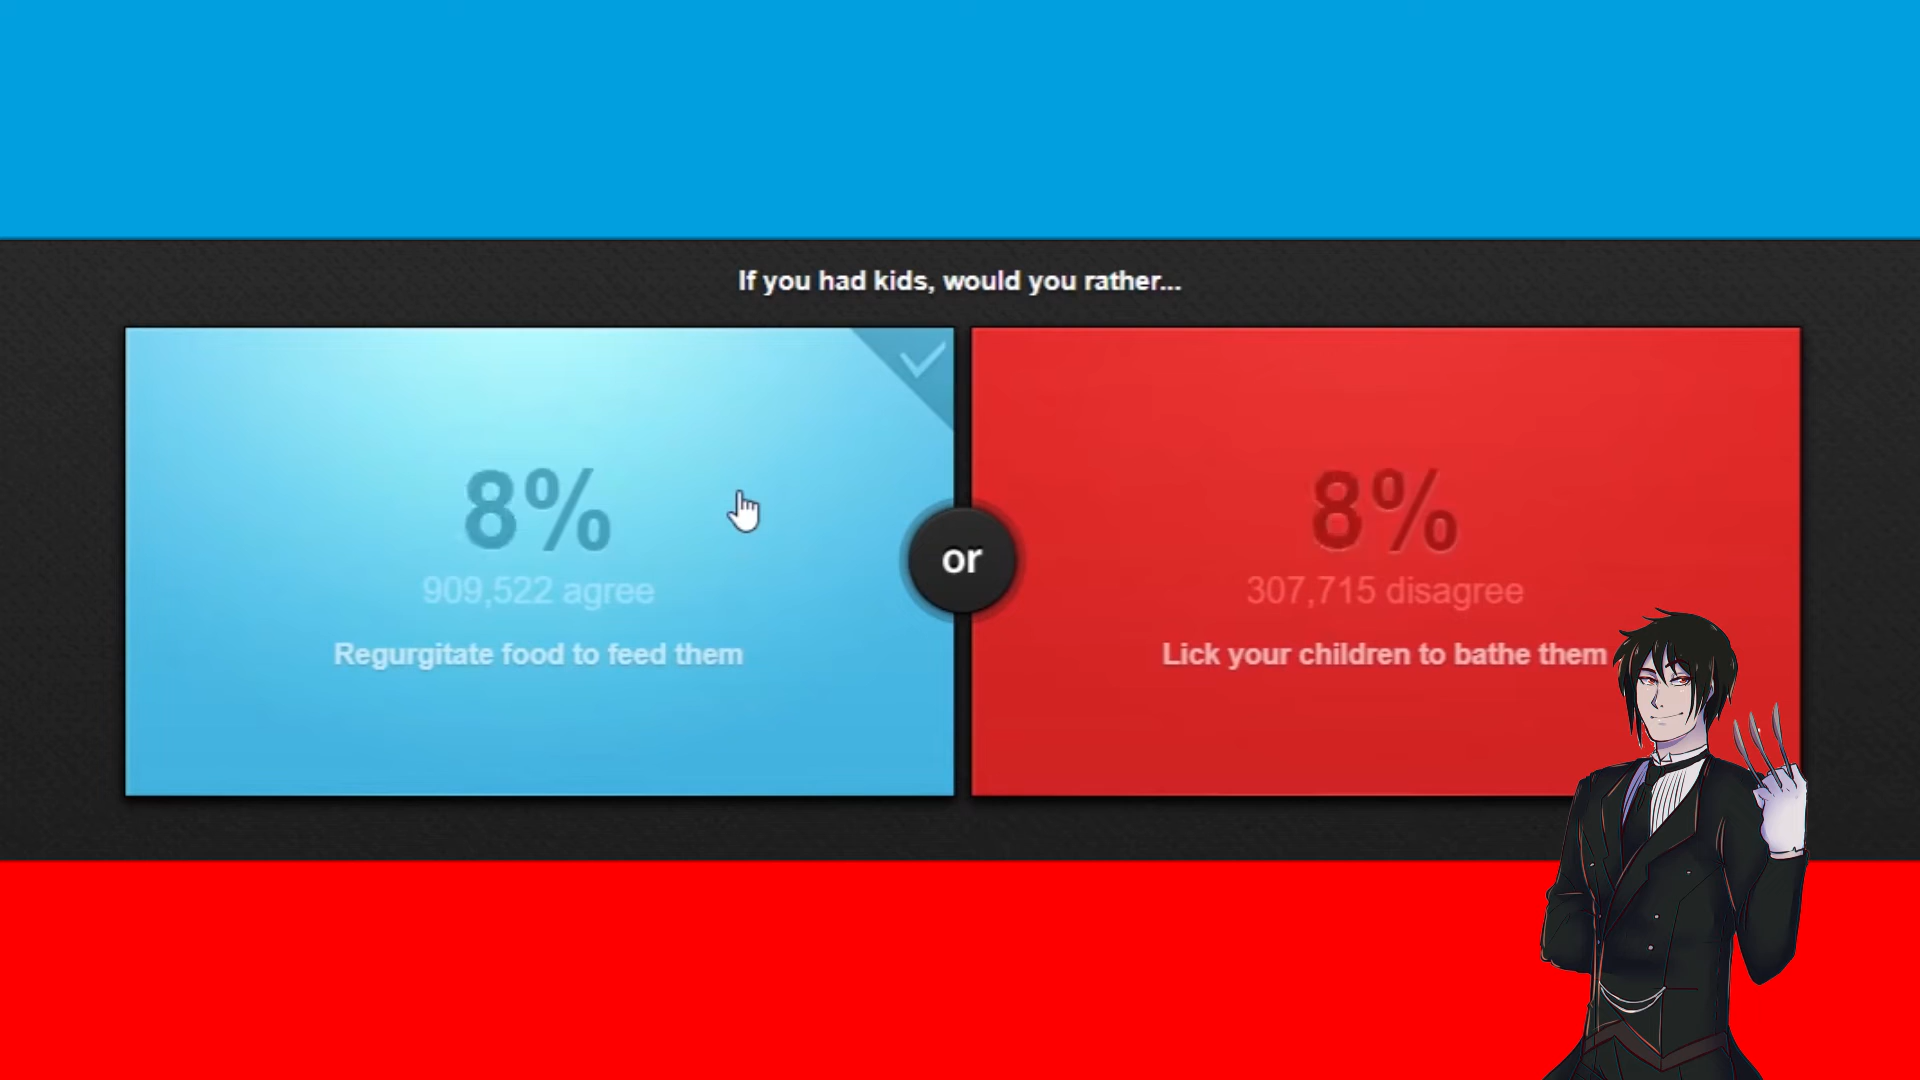 If you had kids, would you rather...
8%
909,522 agree
Regurgitate food to feed them
or
8%
307,715 disagree
Lick your children to bathe them